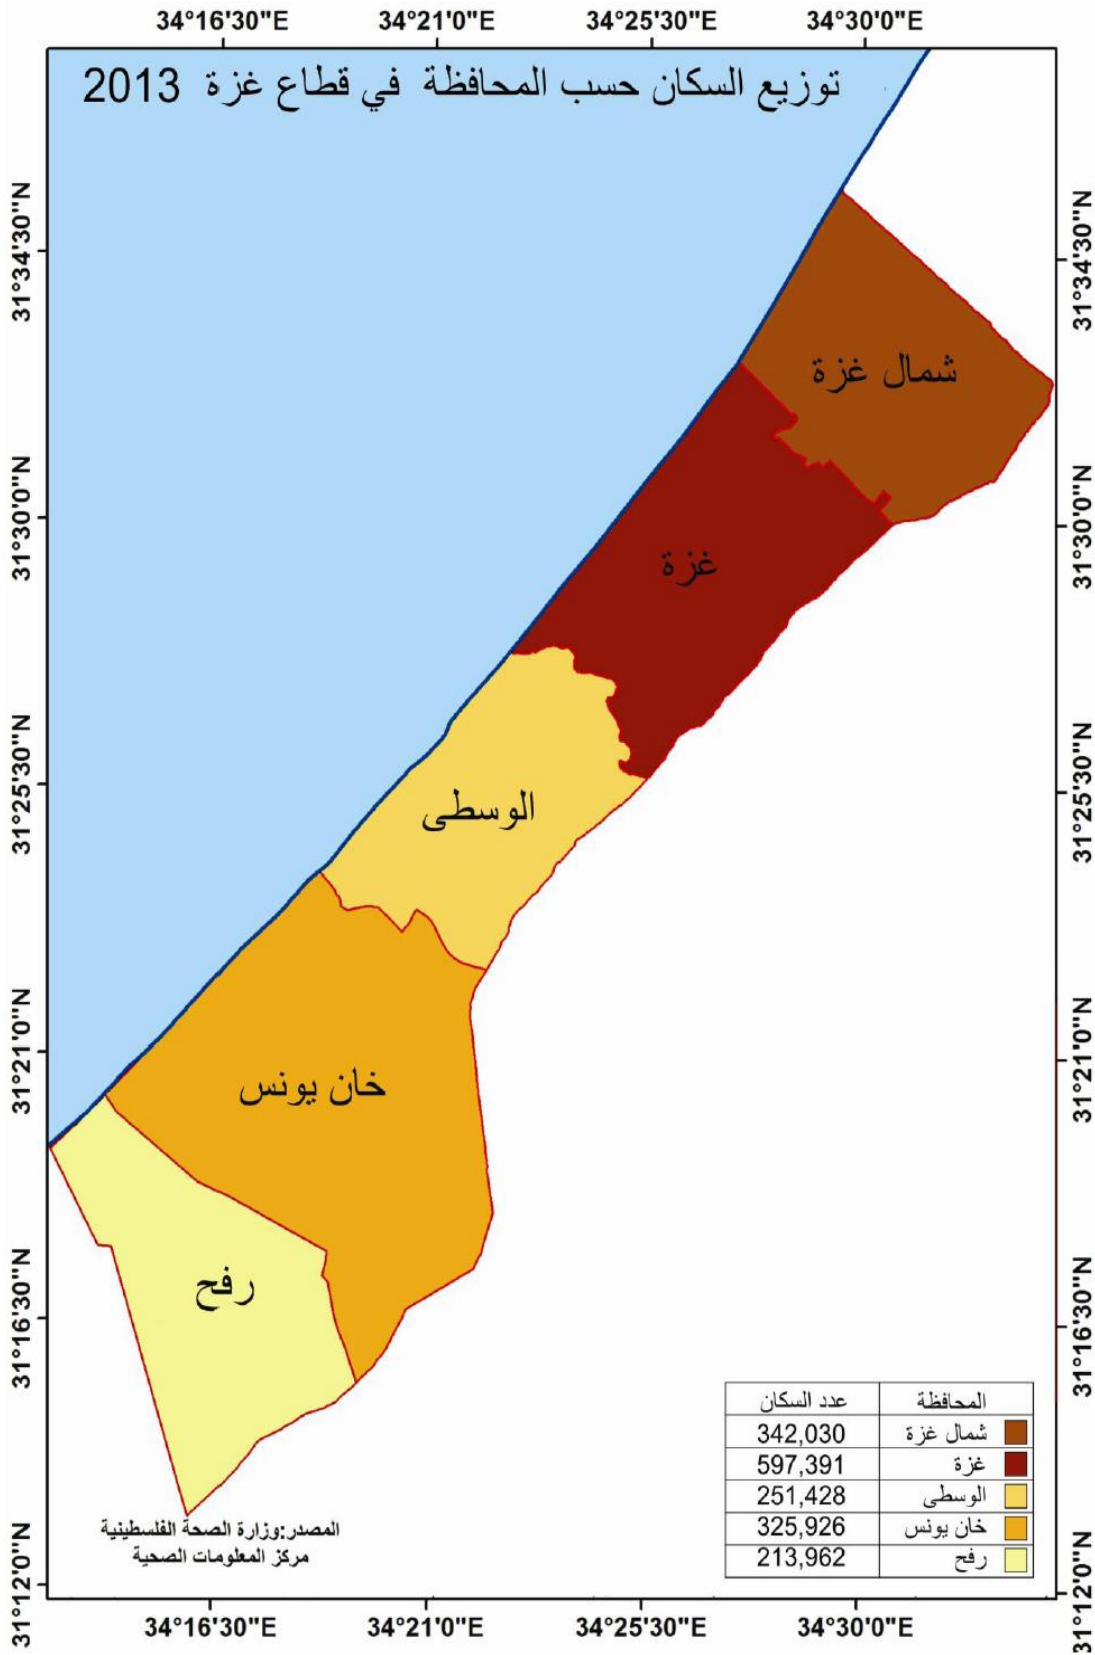 34°16'30"E 34°21'0"E 34°25'30"E 34°30'0"E
توزيع السكان حسب المحافظة في قطاع غزة 2013
31°34'30"N
31°30'0"N
31°25'30"N
31°21'0"N
31°16'30"N
31°12'0"N
31°34'30"N
31°30'0"N
31°25'30"N
31°21'0"N
31°16'30"N
31°12'0"N
شمال غزة
غزة
الوسطى
خان يونس
رفح
المحافظة عدد السكان
شمال غزة 342,030
غزة 597,391
الوسطى 251,428
خان يونس 325,926
رفح 213,962
المصدر:وزارة الصحة الفلسطينية
مركز المعلومات الصحية
34°16'30"E 34°21'0"E 34°25'30"E 34°30'0"E